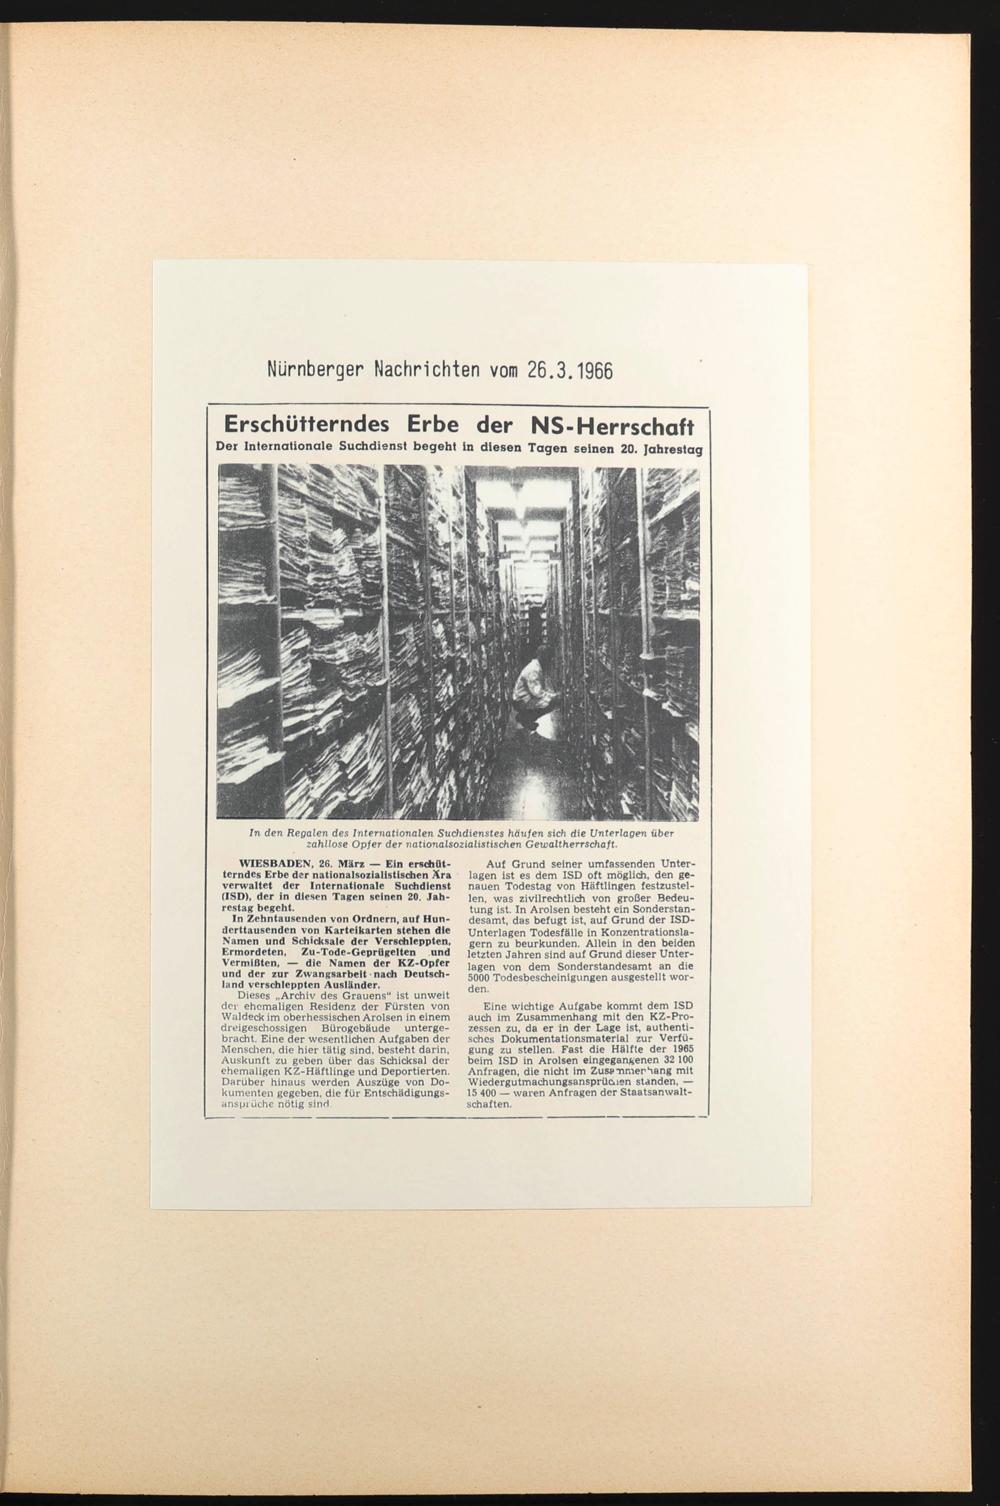 Nürnberger Nachrichten vom 26.3.1966
Erschütterndes Erbe der NS-Herrschaft
Der Internationale Suchdienst begeht in diesen Tagen seinen 20. Jahrestag
In den Regalen des Internationalen Suchdienstes häufen sich die Unterlagen über
zahllose Opfer der nationalsozialistischen Gewaltherrschaft.
WIESBADEN, 26. März — Ein erschüt-
terndes Erbe der nationalsozialistischen Ära
verwaltet der Internationale Suchdienst
(ISD), der in diesen Tagen seinen 20. Jah-
restag begeht.
In Zehntausenden von Ordnern, auf Hun-
derttausenden von Karteikarten stehen die
Namen und Schicksale der Verschleppten,
Ermordeten, Zu-Tode-Geprügelten und
Vermißten, — die Namen der KZ-Opfer
und der zur Zwangsarbeit nach Deutsch-
land verschleppten Ausländer.
Dieses „Archiv des Grauens" ist unweit
der ehemaligen Residenz der Fürsten von
Waldeck im oberhessischen Arolsen in einem
dreigeschossigen Bürogebäude unterge-
bracht. Eine der wesentlichen Aufgaben der
Menschen, die hier tätig sind, besteht darin,
Auskunft zu geben über das Schicksal der
ehemaligen KZ-Häftlinge und Deportierten.
Darüber hinaus werden Auszüge von Do-
kumenten gegeben, die für Entschädigungs-
ansprüche nötig sind.
Auf Grund seiner umfassenden Unter-
lagen ist es dem ISD oft möglich, den ge-
nauen Todestag von Häftlingen festzustel-
len, was zivilrechtlich von großer Bedeu-
tung ist. In Arolsen besteht ein Sonderstan-
desamt, das befugt ist, auf Grund der ISD-
Unterlagen Todesfälle in Konzentrationsla-
gern zu beurkunden. Allein in den beiden
letzten Jahren sind auf Grund dieser Unter-
lagen von dem Sonderstandesamt an die
5000 Todesbescheinigungen ausgestellt wor-
den.
Eine wichtige Aufgabe kommt dem ISD
auch im Zusammenhang mit den KZ-Pro-
zessen zu, da er in der Lage ist, authenti-
sches Dokumentationsmaterial zur Verfü-
gung zu stellen. Fast die Hälfte der 1965
beim ISD in Arolsen eingegangenen 32 100
Anfragen, die nicht im Zusammenhang mit
Wiedergutmachungsansprüchen standen, —
15 400 — waren Anfragen der Staatsanwalt-
schaften.